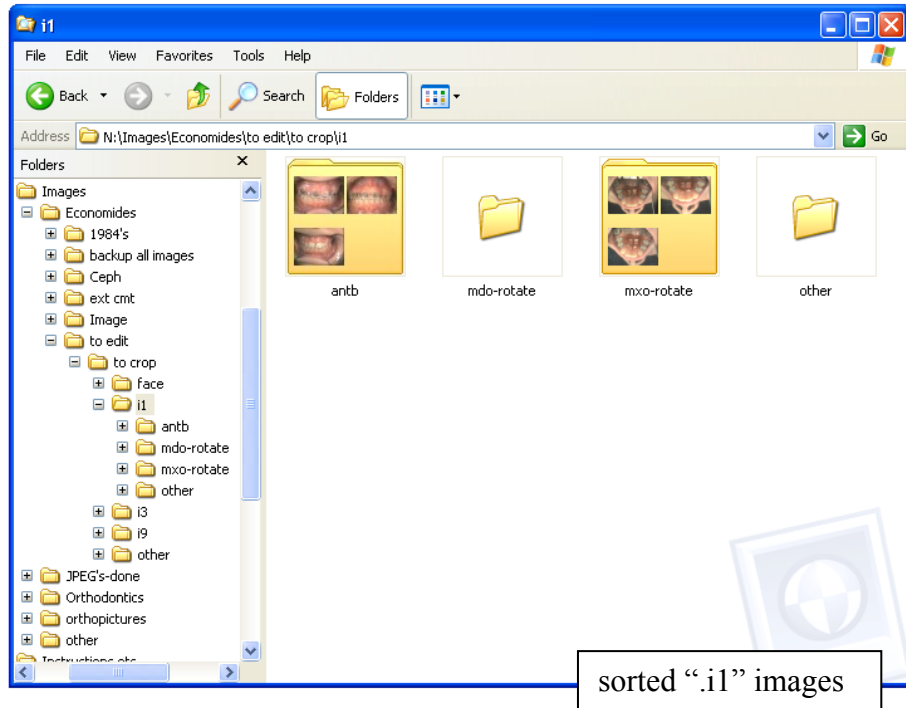 i1
File Edit View Favorites Tools Help
Back Search Folders
Address N:\Images\Economides\to edit\to crop\i1 Go
Folders x
Images
Economides
1984's
backup all images
Ceph
ext cmt
Image
to edit
to crop
face
i1
antb
mdo-rotate
mxo-rotate
other
i3
i9
other
JPEG's-done
Orthodontics
orthopictures
other
antb mdo-rotate mxo-rotate other
sorted “.i1” images